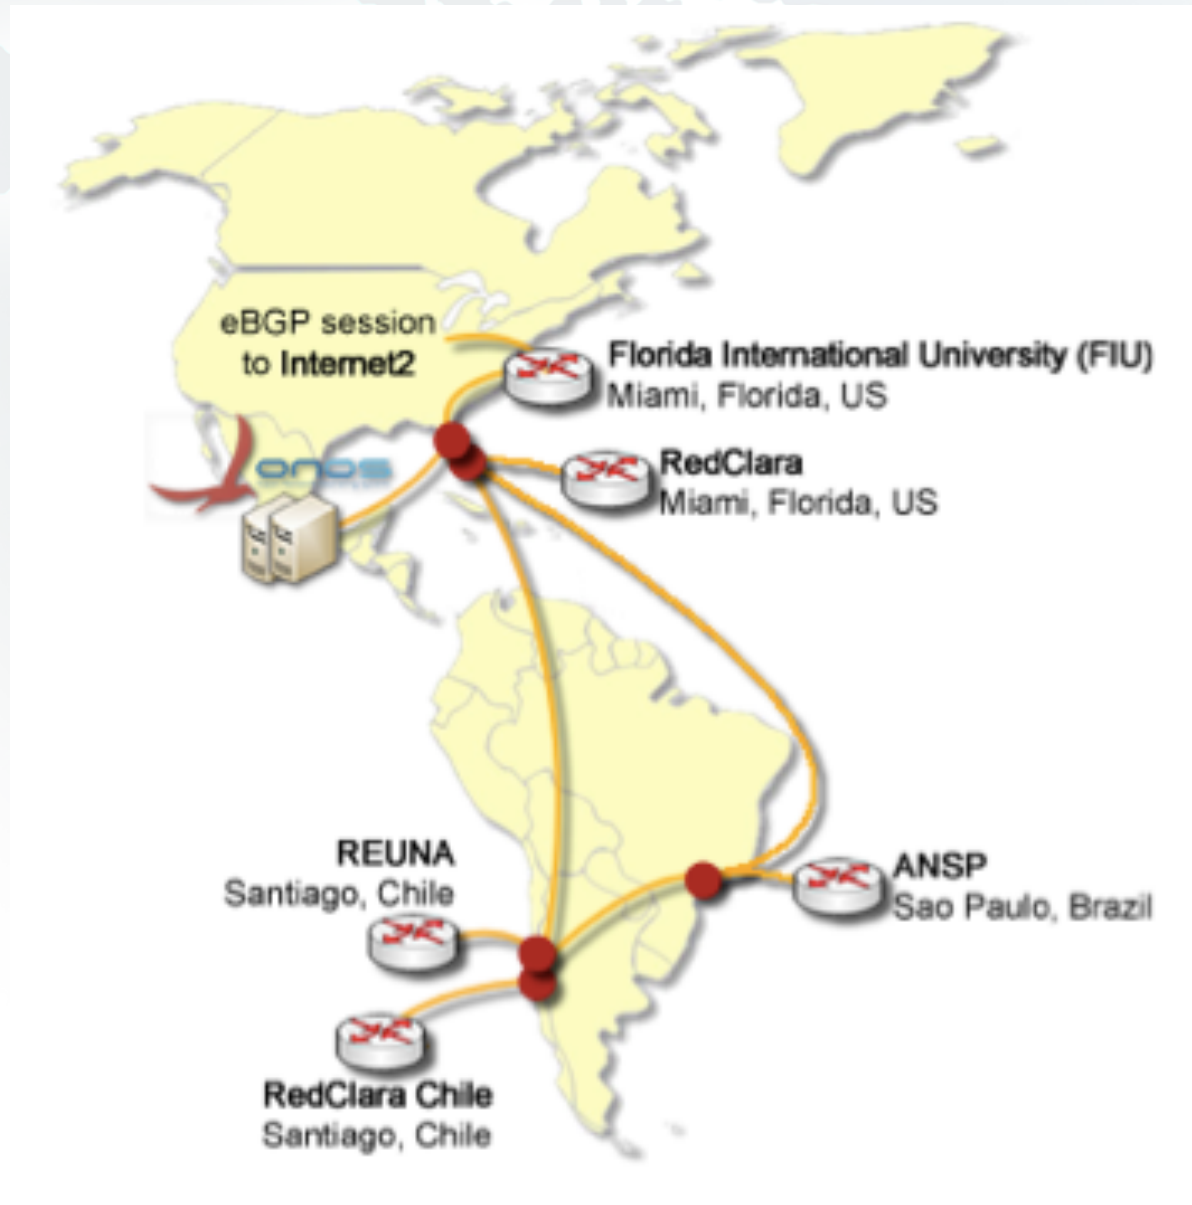 eBGP session
to Internet2
Florida International University (FIU)
Miami, Florida, US
onos
RedClara
Miami, Florida, US
REUNA
Santiago, Chile
ANSP
Sao Paulo, Brazil
RedClara Chile
Santiago, Chile